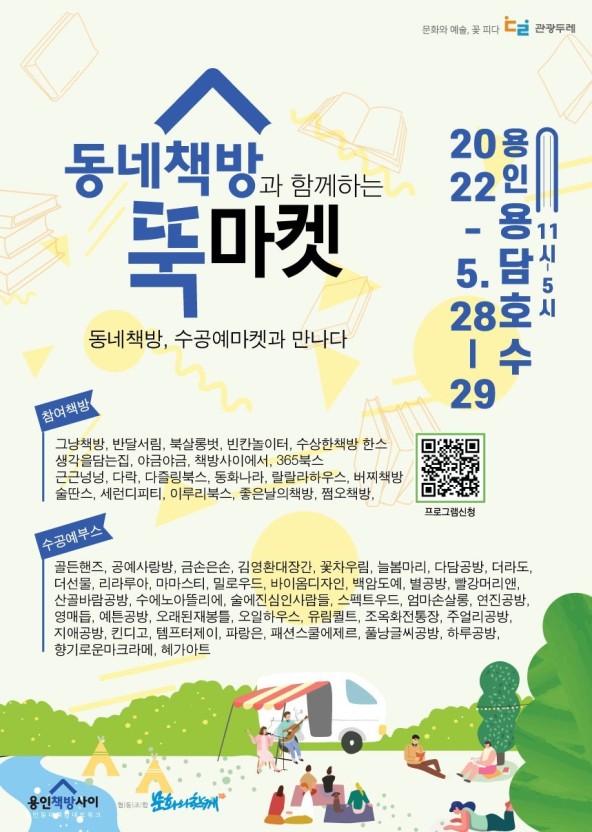 문화와 예술, 꽃 피다 관광두레
동네책방과 함께하는
뚝마켓
동네책방, 수공예마켓과 만나다
2022-5.28-29
용인용담호수
11시-5시
참여책방
그냥책방, 반달서림, 북살롱벗, 빈칸놀이터, 수상한책방 한스
생각을담는집, 야금야금, 책방사이에서, 365북스
근근넝넝, 다락, 다즐링북스, 동화나라, 랄랄라하우스, 버찌책방
술딴스, 세런디피티, 이루리북스, 좋은날의책방, 쩜오책방,
프로그램신청
수공예부스
골든핸즈, 공예사랑방, 금손은손, 김영환대장간, 꽃차우림, 늘봄마리, 다담공방, 더라도,
더선물, 리라루아, 마마스티, 밀로우드, 바이옴디자인, 백암도예, 별공방, 빨강머리앤,
산골바람공방, 수에노아뜰리에, 술에진심인사람들, 스펙트우드, 엄마손살롱, 연진공방,
영매듭, 예튼공방, 오래된재봉틀, 오일하우스, 유림퀼트, 조옥화전통장, 주얼리공방,
지애공방, 킨디고, 템프터제이, 파랑은, 패션스쿨에제르, 풀낭글씨공방, 하루공방,
향기로운마크라메, 혜가아트
용인책방사이
협동조합 문화와함께